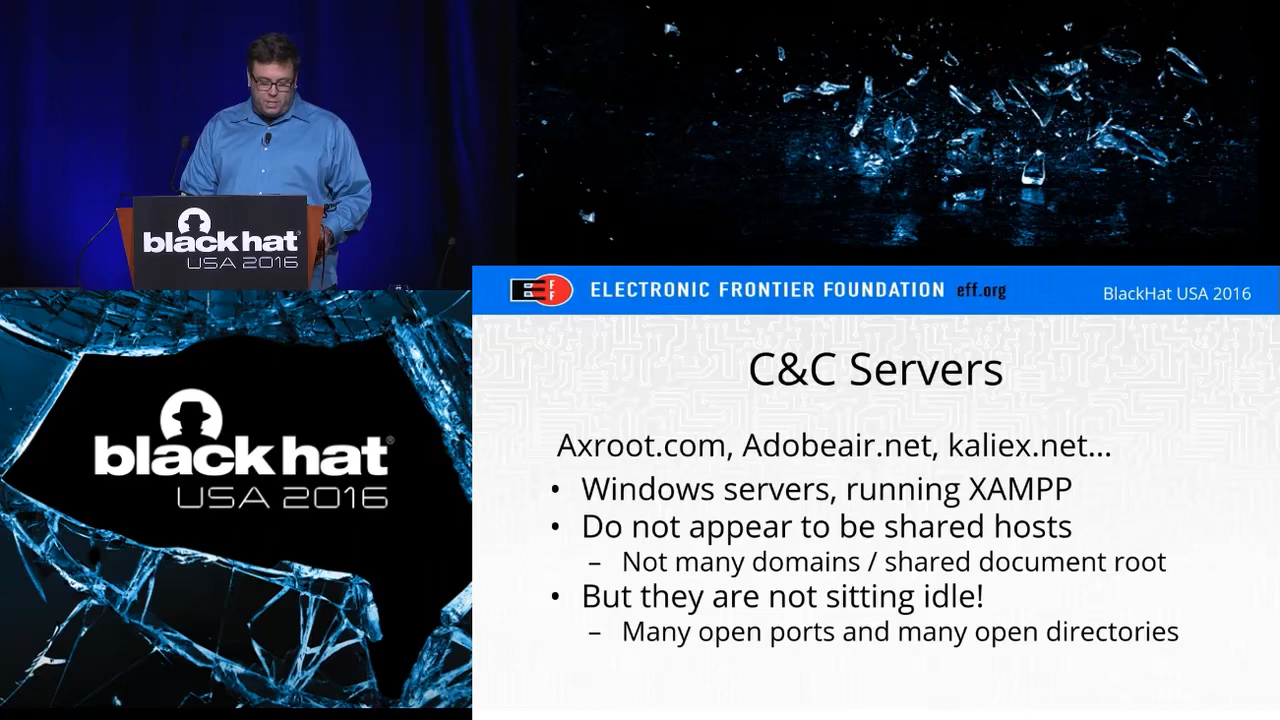 black hat
USA 2016
ELECTRONIC FRONTIER FOUNDATION eff.org
BlackHat USA 2016
black hat®
USA 2016
C&C Servers
Axroot.com, Adobeair.net, kaliex.net...
• Windows servers, running XAMPP
• Do not appear to be shared hosts
– Not many domains / shared document root
• But they are not sitting idle!
– Many open ports and many open directories